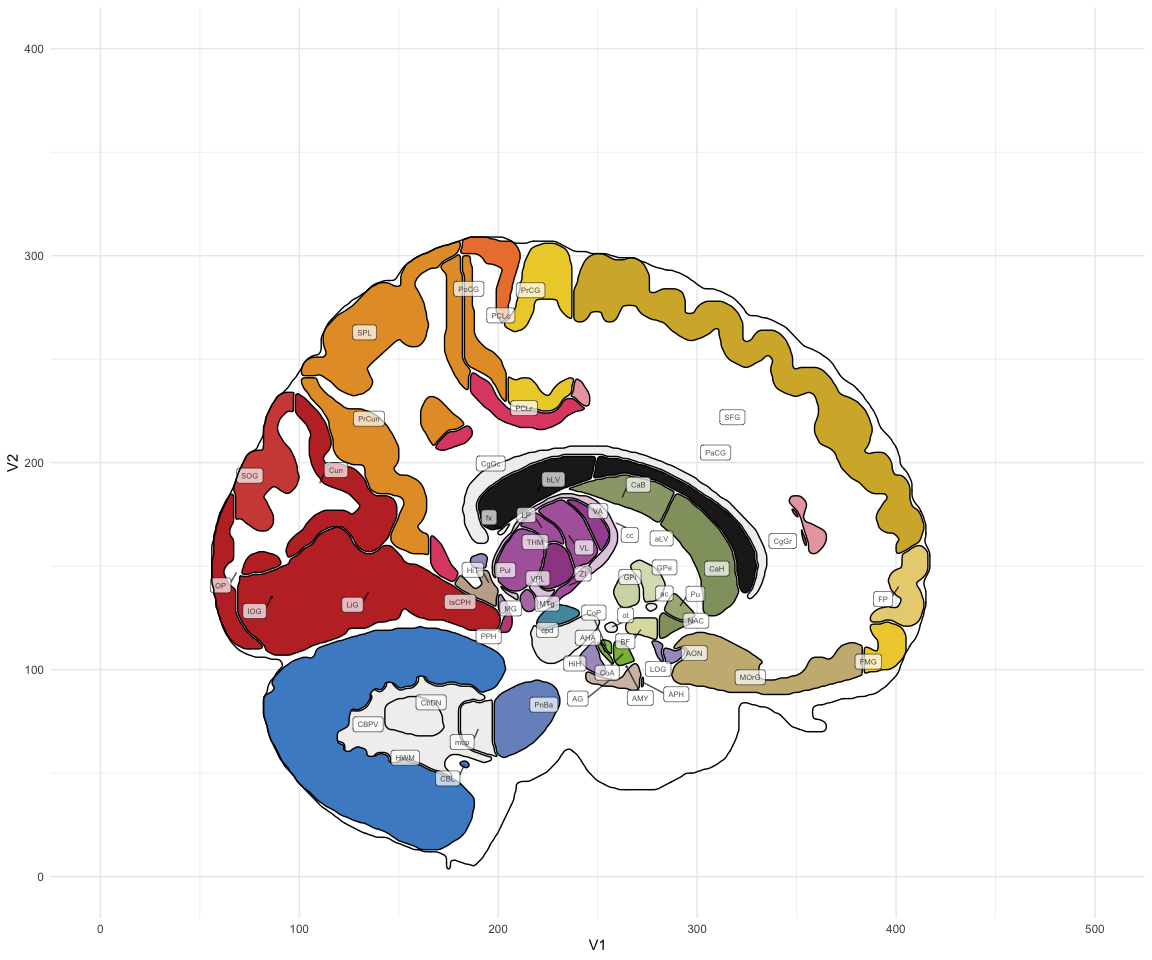 400
300
200
100
0
V2
PoCG
PrCG
PCLc
SPL
PCLr
PrCun
SFG
PaCG
CgGc
SOG
Cun
bLV
CaB
fx
LP
VA
cc
aLV
THM
VL
CgGr
HiT
Pul
VPL
ZI
GPi
GPe
CaH
OP
IOG
LiG
IsCPH
MG
MTg
ac
Pu
FP
CoP
ot
NAC
PPH
cpd
AHA
BF
AON
HiH
CoA
LOG
MOrG
FMG
AG
AMY
APH
CbDN
PnBa
CBPV
mcp
HWM
CBL
0
100
200
300
400
500
V1